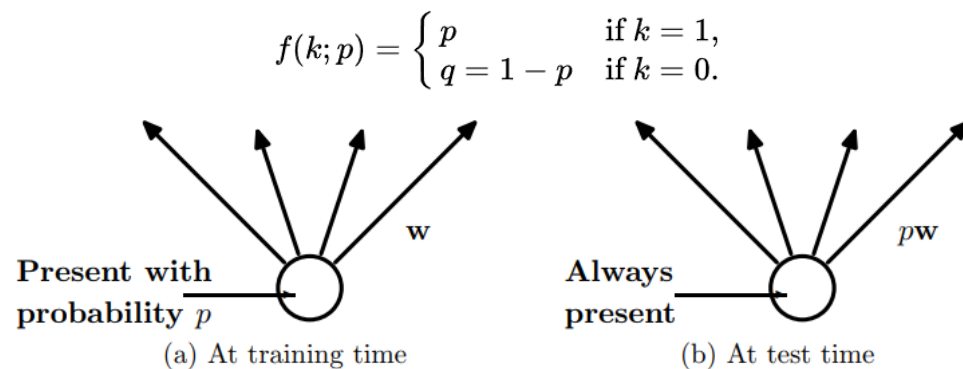 f(k; p) = { p if k = 1,
q = 1 − p if k = 0.
w
Present with
probability p
(a) At training time
pw
Always
present
(b) At test time